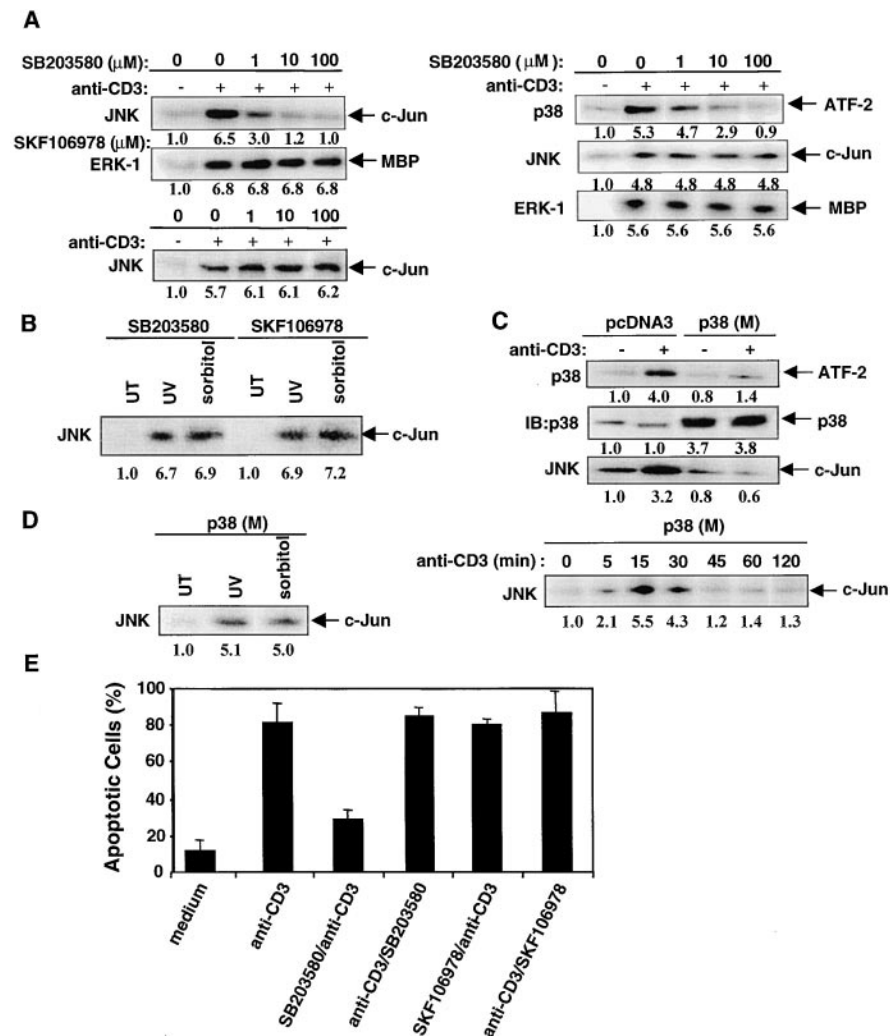 A
SB203580 (μM): 0 0 1 10 100
anti-CD3: - + + + +
JNK c-Jun
1.0 6.5 3.0 1.2 1.0
SKF106978 (μM)
ERK-1 MBP
1.0 6.8 6.8 6.8 6.8
0 0 1 10 100
anti-CD3: - + + + +
JNK c-Jun
1.0 5.7 6.1 6.1 6.2
SB203580 (μM): 0 0 1 10 100
anti-CD3: - + + + +
p38 ATF-2
1.0 5.3 4.7 2.9 0.9
JNK c-Jun
1.0 4.8 4.8 4.8 4.8
ERK-1 MBP
1.0 5.6 5.6 5.6 5.6
B
SB203580 SKF106978
UT UV sorbitol UT UV sorbitol
JNK c-Jun
1.0 6.7 6.9 1.0 6.9 7.2
C
pcDNA3 p38 (M)
anti-CD3: - + - +
p38 ATF-2
1.0 4.0 0.8 1.4
IB:p38 p38
1.0 1.0 3.7 3.8
JNK c-Jun
1.0 3.2 0.8 0.6
D
p38 (M)
UT UV sorbitol
JNK c-Jun
1.0 5.1 5.0
p38 (M)
anti-CD3 (min) : 0 5 15 30 45 60 120
JNK c-Jun
1.0 2.1 5.5 4.3 1.2 1.4 1.3
E
Apoptotic Cells (%)
100
80
60
40
20
0
medium
anti-CD3
SB203580/anti-CD3
anti-CD3/SB203580
SKF106978/anti-CD3
anti-CD3/SKF106978